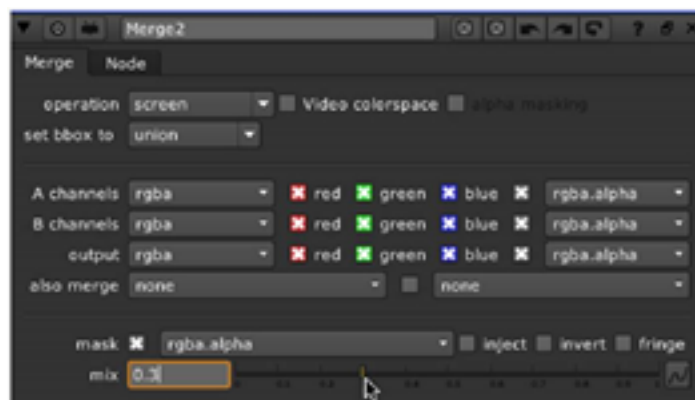 Merge2 ?
Merge Node
operation screen Video colorspace alpha masking
set bbox to union
A channels rgba red green blue rgba.alpha
B channels rgba red green blue rgba.alpha
output rgba red green blue rgba.alpha
also merge none none
mask rgba.alpha inject invert fringe
mix 0.3